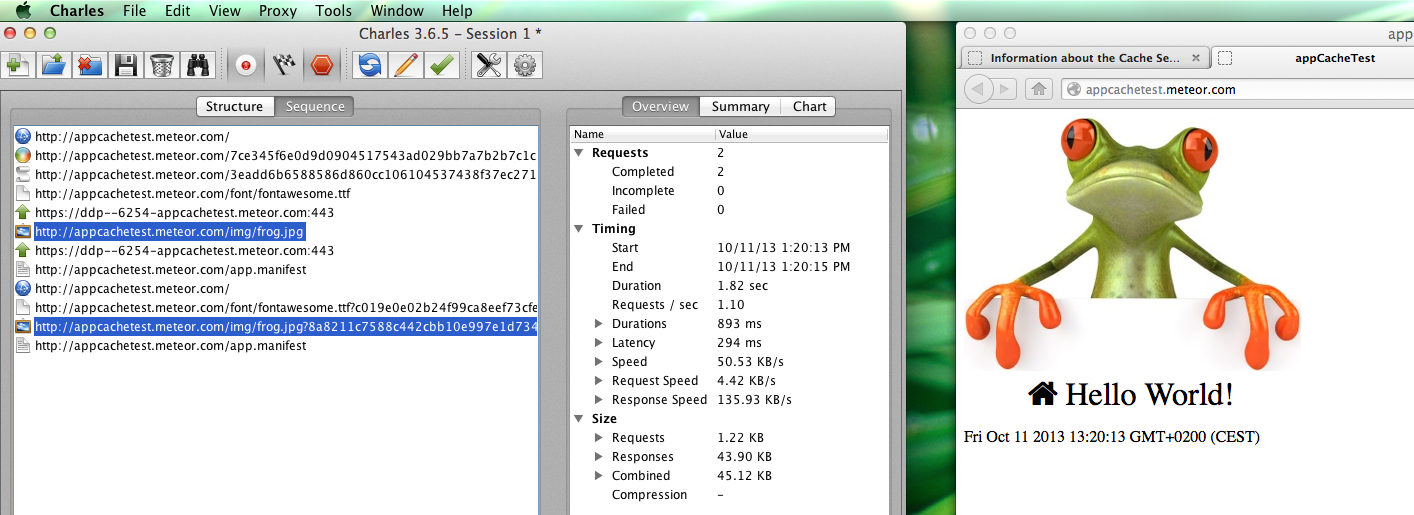 Charles File Edit View Proxy Tools Window Help
Charles 3.6.5 – Session 1 *
Structure Sequence
http://appcachetest.meteor.com/
http://appcachetest.meteor.com/7ce345f6e0d9d0904517543ad029bb7a7b2b7c1c
http://appcachetest.meteor.com/3eadd6b6588586d860cc106104537438f37ec271
http://appcachetest.meteor.com/font/fontawesome.ttf
https://ddp--6254-appcachetest.meteor.com:443
http://appcachetest.meteor.com/img/frog.jpg
https://ddp--6254-appcachetest.meteor.com:443
http://appcachetest.meteor.com/app.manifest
http://appcachetest.meteor.com/
http://appcachetest.meteor.com/font/fontawesome.ttf?c019e0e02b24f99ca8eef73cfe
http://appcachetest.meteor.com/img/frog.jpg?8a8211c7588c442cbb10e997e1d734
http://appcachetest.meteor.com/app.manifest
Overview Summary Chart
Name Value
Requests 2
Completed 2
Incomplete 0
Failed 0
Timing
Start 10/11/13 1:20:13 PM
End 10/11/13 1:20:15 PM
Duration 1.82 sec
Requests / sec 1.10
Durations 893 ms
Latency 294 ms
Speed 50.53 KB/s
Request Speed 4.42 KB/s
Response Speed 135.93 KB/s
Size
Requests 1.22 KB
Responses 43.90 KB
Combined 45.12 KB
Compression –
app
Information about the Cache Se... appCacheTest
appcachetest.meteor.com
Hello World!
Fri Oct 11 2013 13:20:13 GMT+0200 (CEST)